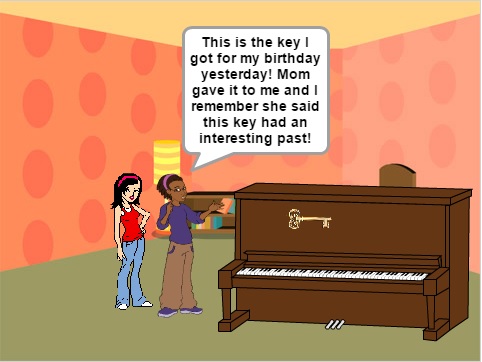 This is the key I
got for my birthday
yesterday! Mom
gave it to me and I
remember she said
this key had an
interesting past!